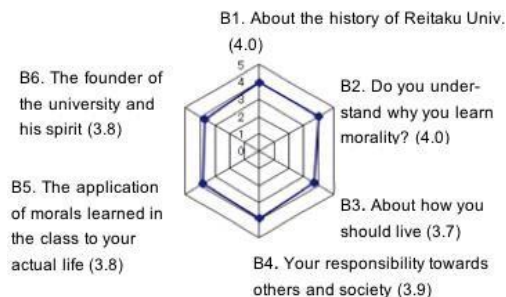 B1. About the history of Reitaku Univ.
(4.0)
5
4
3
2
1
0
B2. Do you under-
stand why you learn
morality? (4.0)
B3. About how you
should live (3.7)
B4. Your responsibility towards
others and society (3.9)
B5. The application
of morals learned in
the class to your
actual life (3.8)
B6. The founder of
the university and
his spirit (3.8)